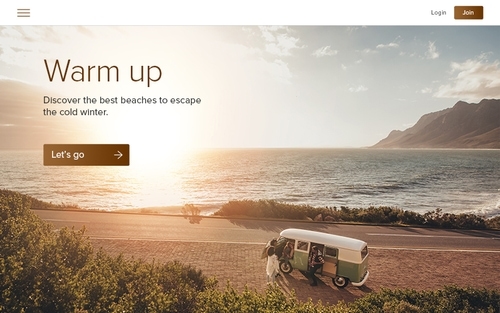 Login
Join
Warm up
Discover the best beaches to escape
the cold winter.
Let's go